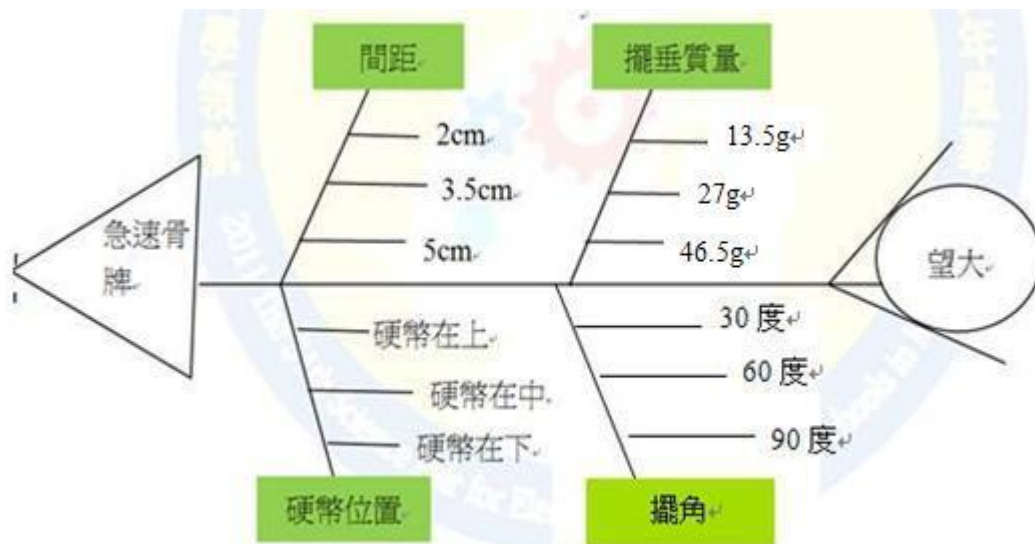 間距
擺垂質量
2cm
3.5cm
5cm
13.5g
27g
46.5g
急速骨
牌
望大
硬幣在上
硬幣在中
硬幣在下
30 度
60 度
90 度
硬幣位置
擺角